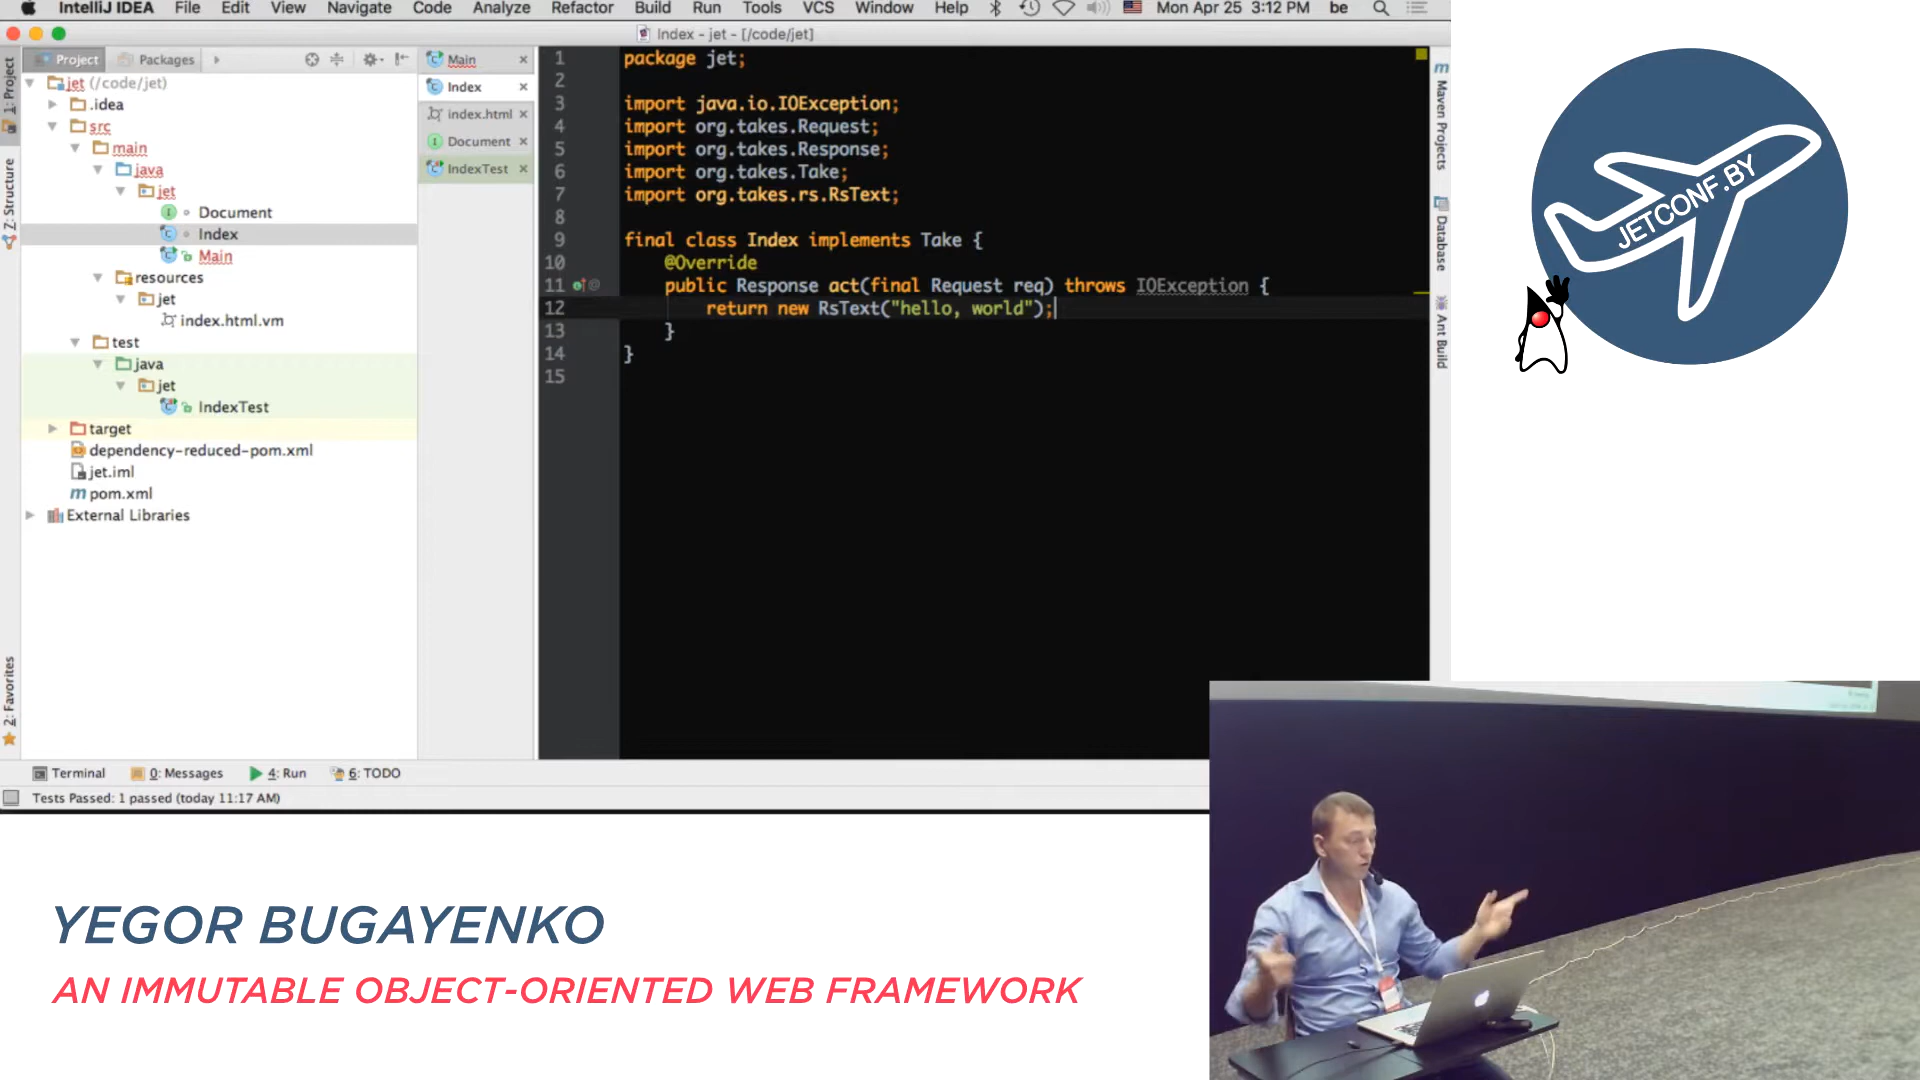 IntelliJ IDEA File Edit View Navigate Code Analyze Refactor Build Run Tools VCS Window Help Mon Apr 25 3:12 PM be
Index - jet - [/code/jet]
Project Packages
jet (/code/jet)
.idea
src
main
java
jet
Document
Index
Main
resources
jet
index.html.vm
test
java
jet
IndexTest
target
dependency-reduced-pom.xml
jet.iml
pom.xml
External Libraries
1: Project
7: Structure
2: Favorites
Main
Index
index.html
Document
IndexTest
1 package jet;
2
3 import java.io.IOException;
4 import org.takes.Request;
5 import org.takes.Response;
6 import org.takes.Take;
7 import org.takes.rs.RsText;
8
9 final class Index implements Take {
10 @Override
11 public Response act(final Request req) throws IOException {
12 return new RsText("hello, world");
13 }
14 }
15
Maven Projects
Database
Ant Build
Terminal 0: Messages 4: Run 6: TODO
Tests Passed: 1 passed (today 11:17 AM)
JETCONF.BY
YEGOR BUGAYENKO
AN IMMUTABLE OBJECT-ORIENTED WEB FRAMEWORK